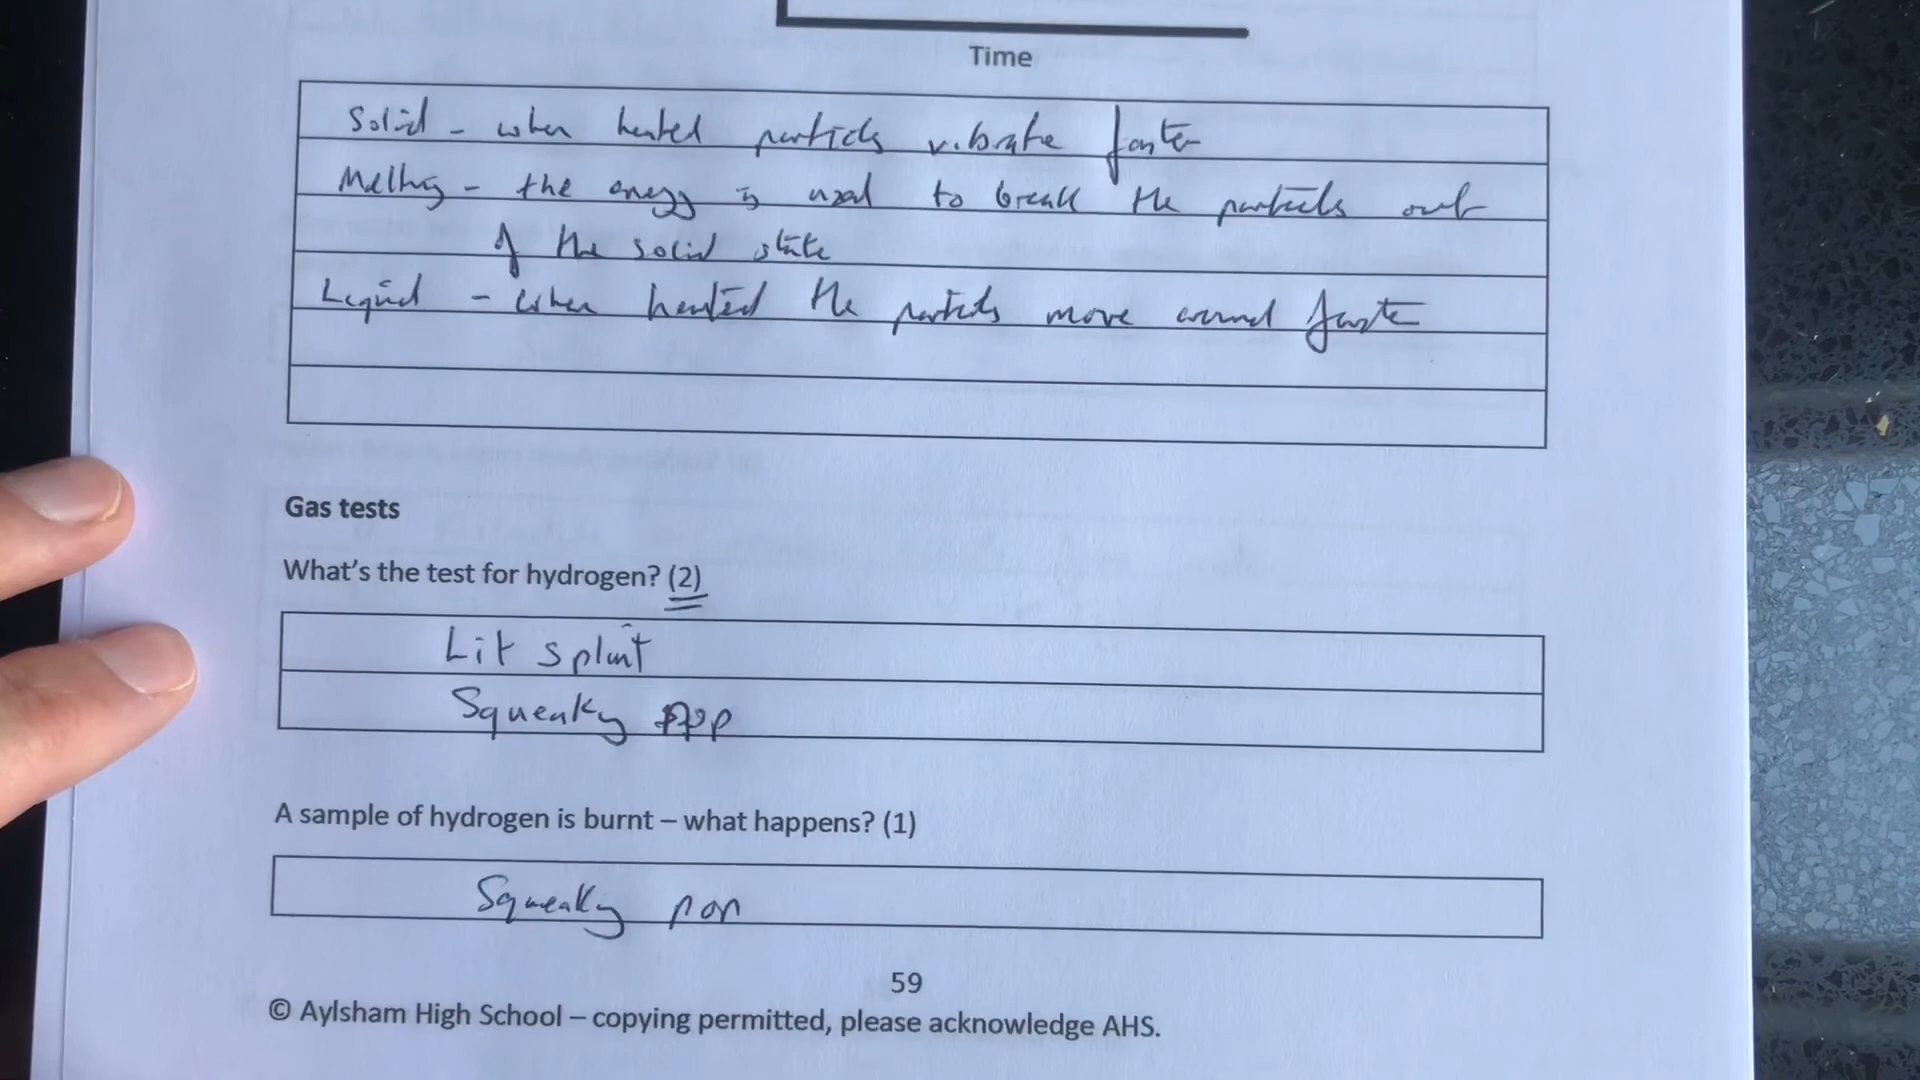 Time
Solid - when heated particles vibrate faster
Melting - the energy is used to break the particles out
of the solid state
Liquid - when heated the particles move around faster
Gas tests
What's the test for hydrogen? (2)
Lit splint
Squeaky pop
A sample of hydrogen is burnt – what happens? (1)
Squeaky pop
59
© Aylsham High School – copying permitted, please acknowledge AHS.